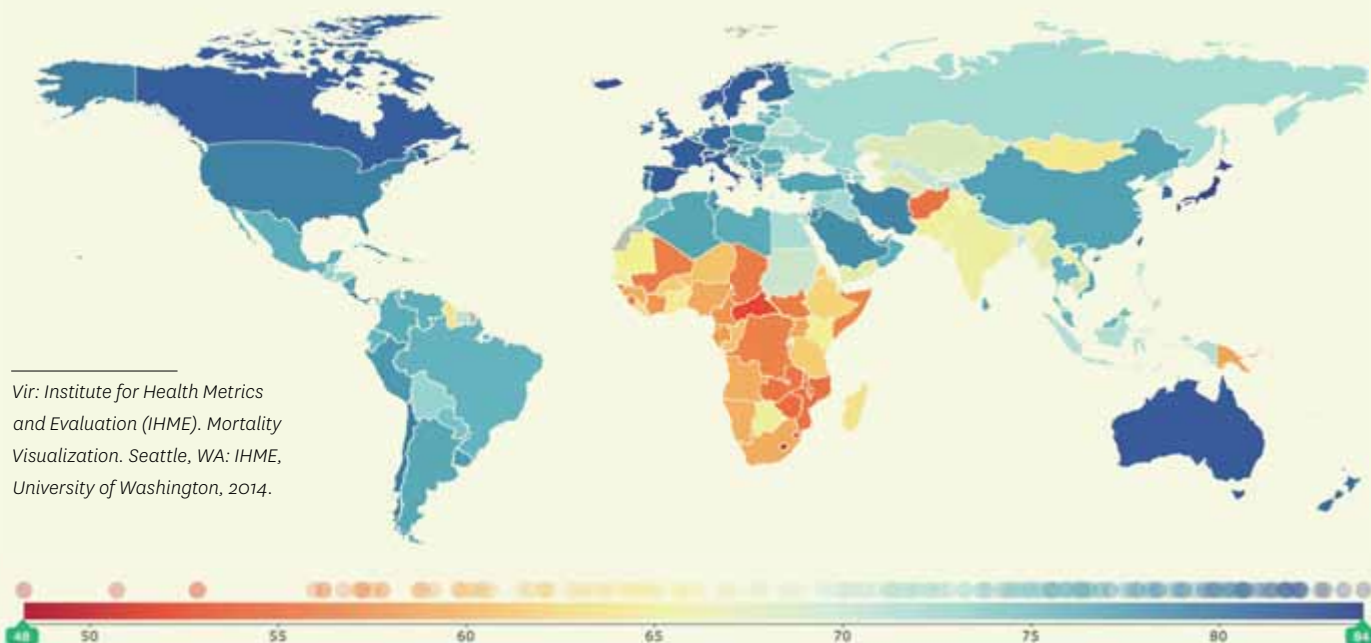 Vir: Institute for Health Metrics
and Evaluation (IHME). Mortality
Visualization. Seattle, WA: IHME,
University of Washington, 2014.
48 50 55 60 65 70 75 80